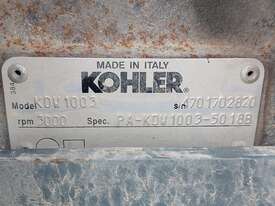 MADE IN ITALY
KOHLER
Model KDW1003 s/n 4701702820
rpm 3000 Spec. PA-KDW1003-50188